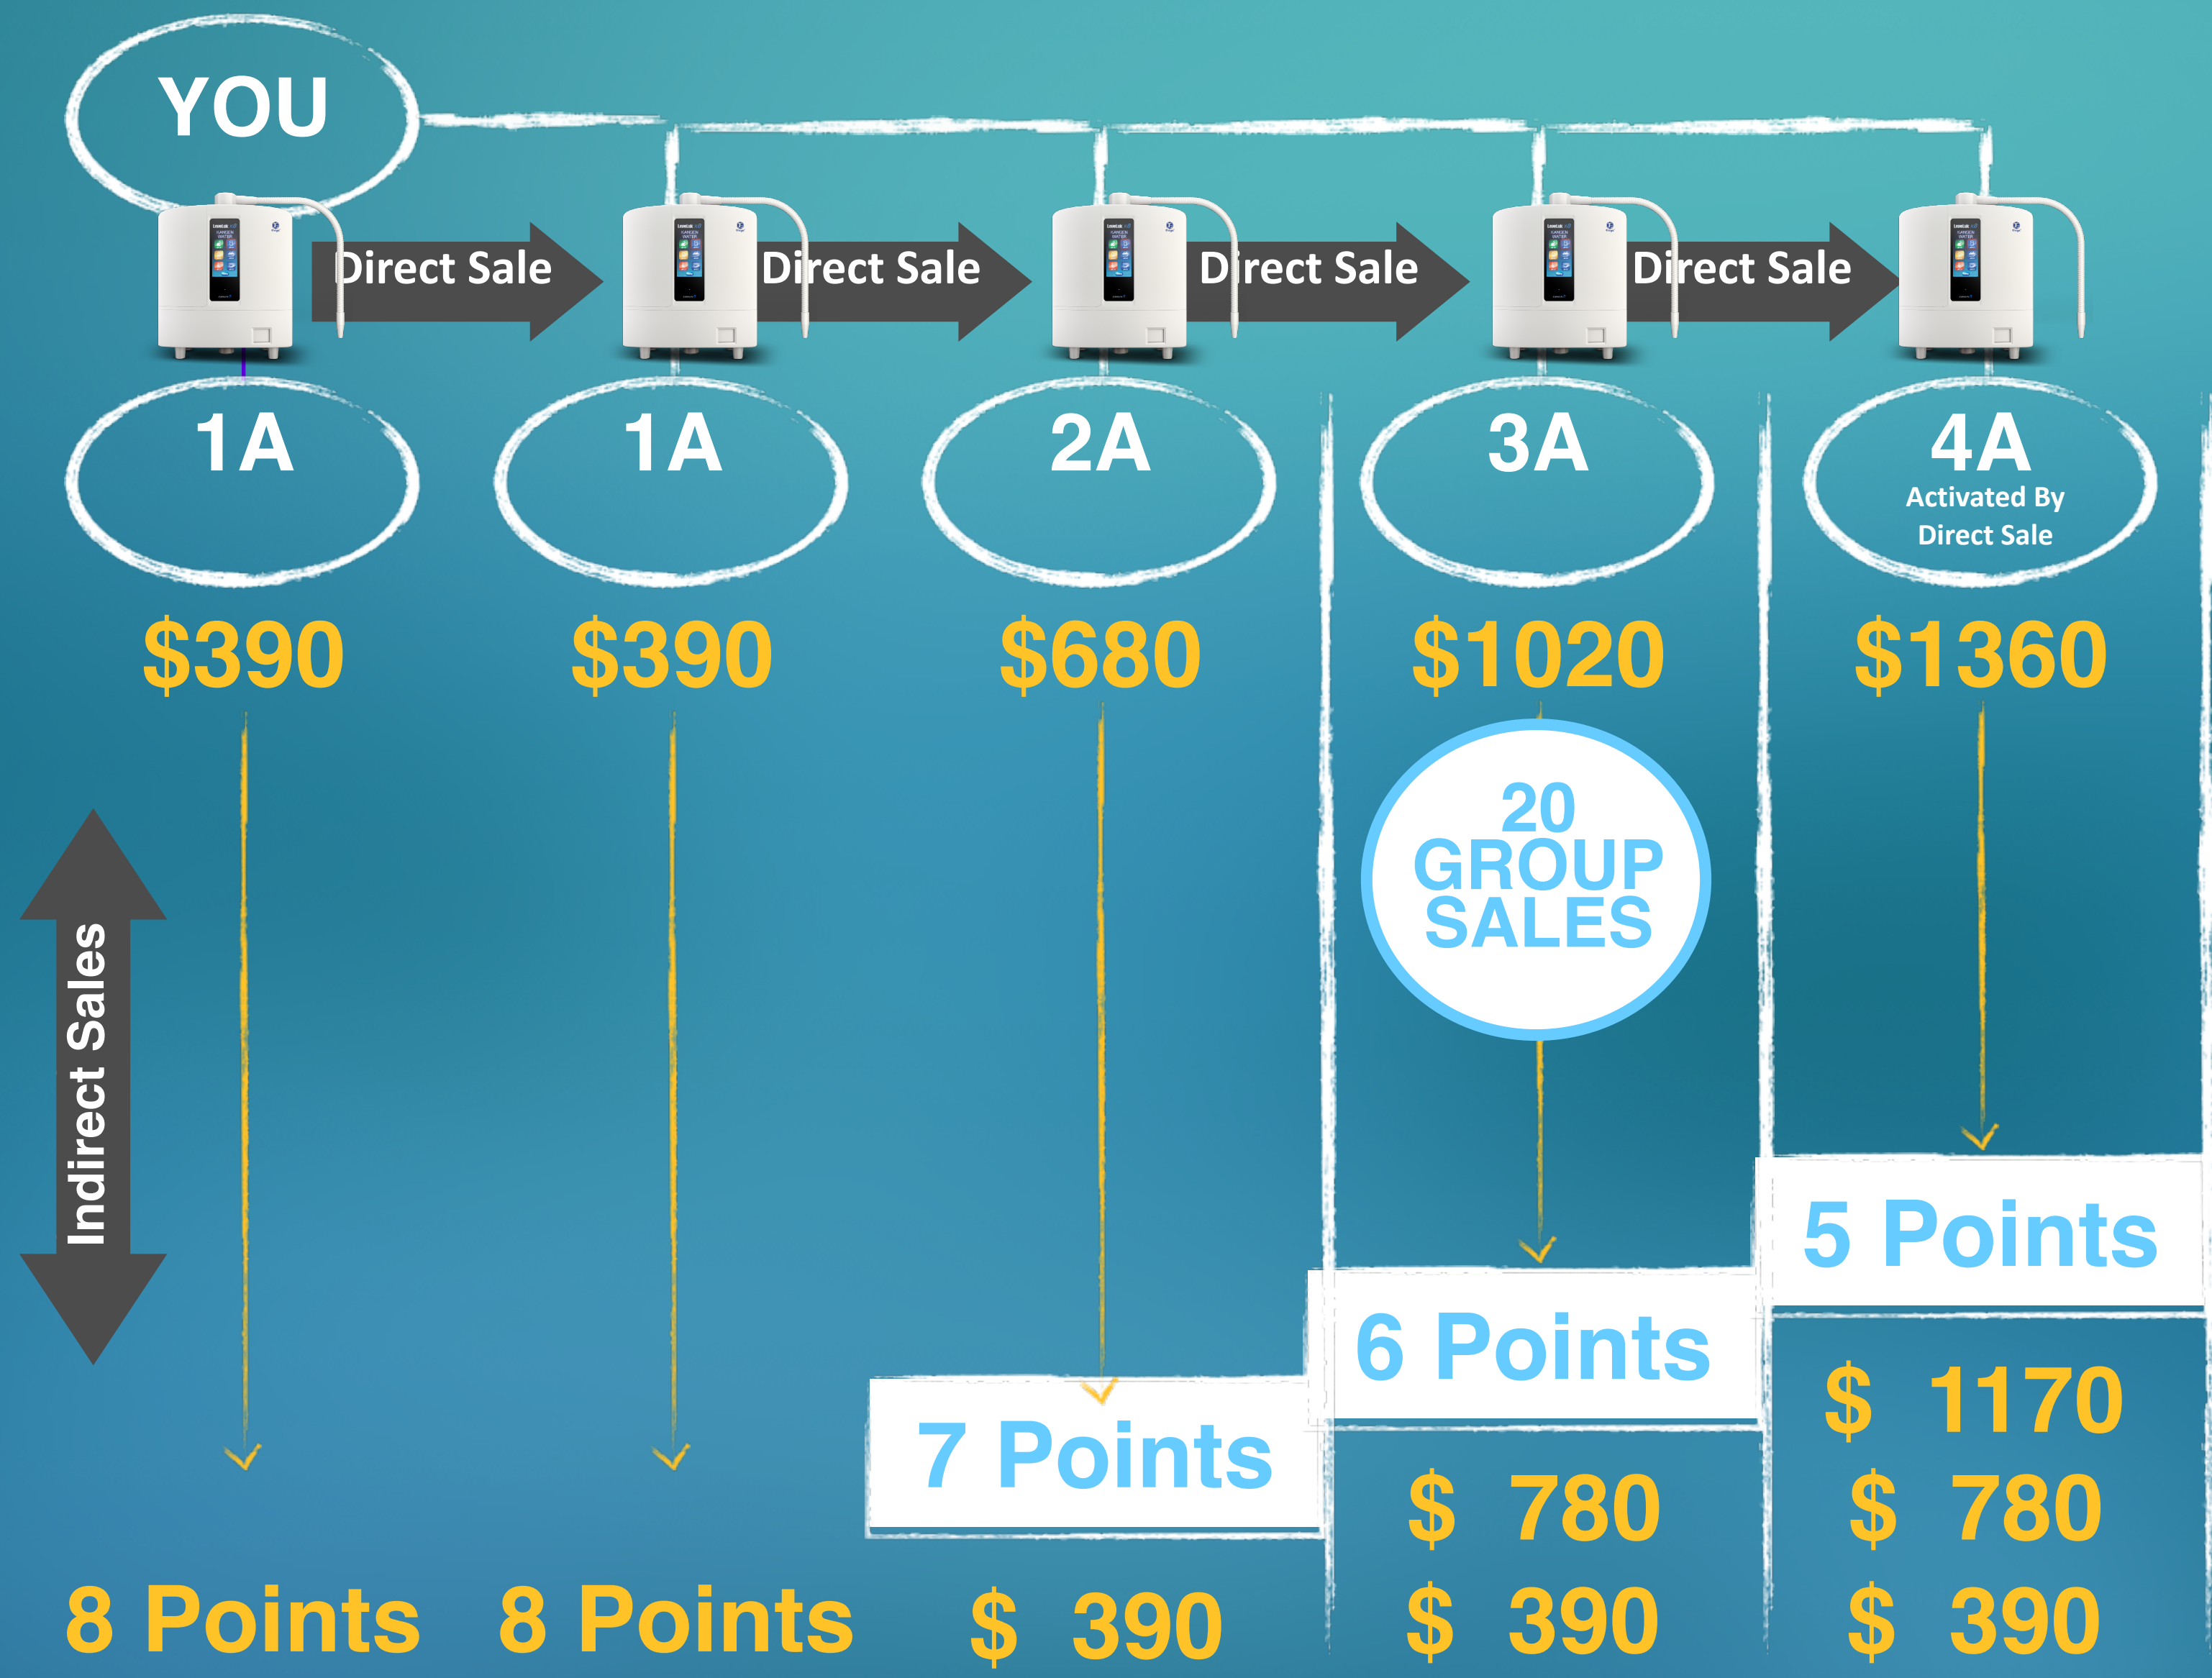 YOU
Direct Sale
Direct Sale
Direct Sale
Direct Sale
1A
1A
2A
3A
4A
Activated By
Direct Sale
$390
$390
$680
$1020
$1360
20
GROUP
SALES
Indirect Sales
5 Points
6 Points
$ 1170
7 Points
$ 780
$ 780
8 Points
8 Points
$ 390
$ 390
$ 390